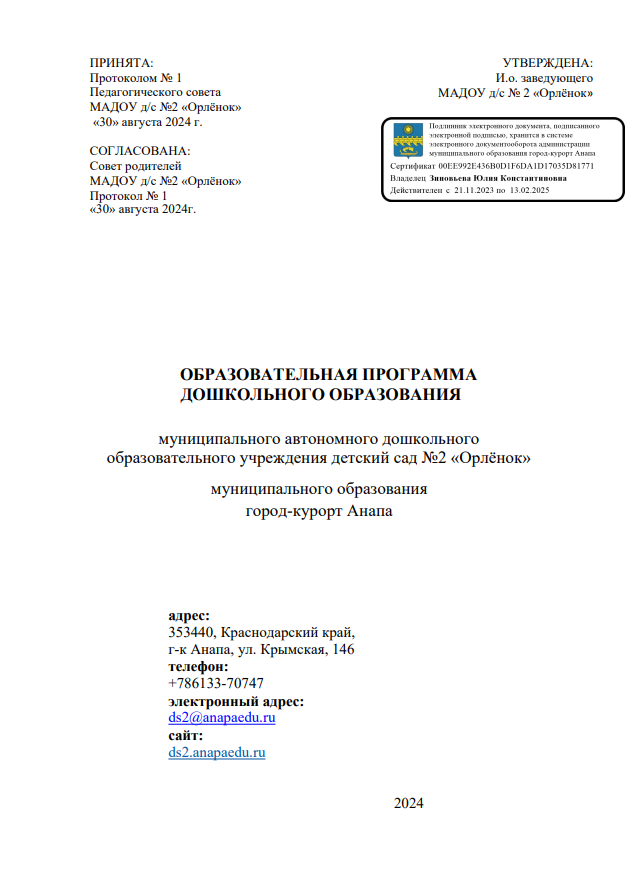 ПРИНЯТА:
Протоколом № 1
Педагогического совета
МАДОУ д/с №2 «Орлёнок»
«30» августа 2024 г.
СОГЛАСОВАНА:
Совет родителей
МАДОУ д/с №2 «Орлёнок»
Протокол № 1
«30» августа 2024г.
УТВЕРЖДЕНА:
И.о. заведующего
МАДОУ д/с № 2 «Орлёнок»
Подлинник электронного документа, подписанного
электронной подписью, хранится в системе
электронного документооборота администрации
муниципального образования город-курорт Анапа
Сертификат 00EE992E436B0D1F6DA1D17035D81771
Владелец Зиновьева Юлия Константиновна
Действителен с 21.11.2023 по 13.02.2025
ОБРАЗОВАТЕЛЬНАЯ ПРОГРАММА
ДОШКОЛЬНОГО ОБРАЗОВАНИЯ
муниципального автономного дошкольного
образовательного учреждения детский сад №2 «Орлёнок»
муниципального образования
город-курорт Анапа
адрес:
353440, Краснодарский край,
г-к Анапа, ул. Крымская, 146
телефон:
+786133-70747
электронный адрес:
ds2@anapaedu.ru
сайт:
ds2.anapaedu.ru
2024